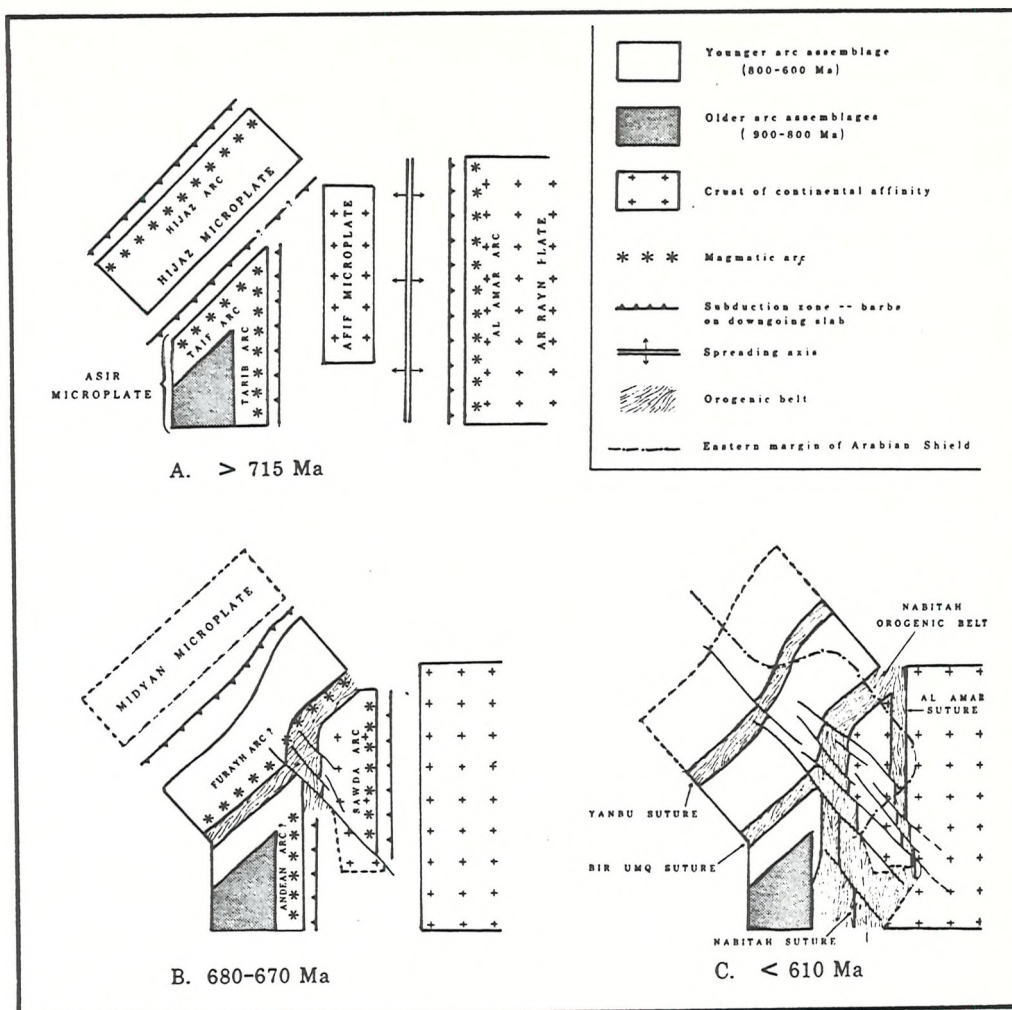 Younger arc assemblage
(800-600 Ma)
Older arc assemblages
( 900-800 Ma)
Crust of continental affinity
Magmatic arc
Subduction zone -- barbs
on downgoing slab
Spreading axis
Orogenic belt
Eastern margin of Arabian Shield
HIJAZ ARC
HIJAZ MICROPLATE
?
?
TAIF ARC
TARIB ARC
ASIR
MICROPLATE
AFIF MICROPLATE
AL AMAR ARC
AR RAYN PLATE
A. > 715 Ma
MIDYAN MICROPLATE
FURAYH ARC ?
SAWDA ARC
ANDEAN ARC ?
B. 680-670 Ma
NABITAH
OROGENIC BELT
AL AMAR
SUTURE
YANBU SUTURE
BIR UMQ SUTURE
NABITAH SUTURE
C. < 610 Ma